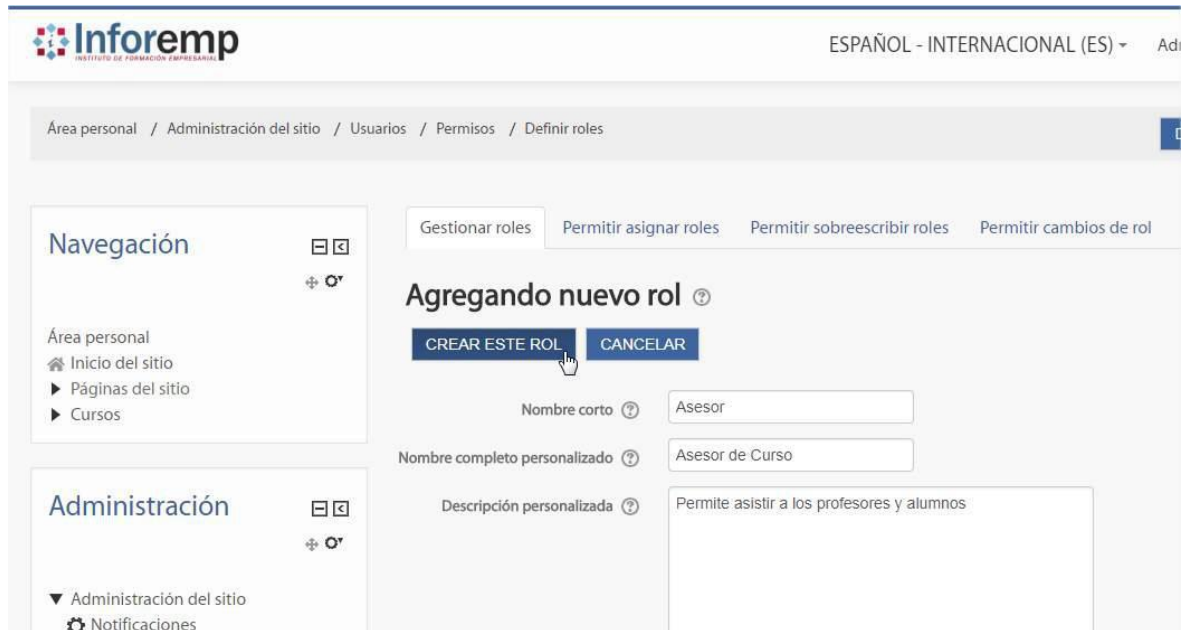 Inforemp
INSTITUTO DE FORMACIÓN EMPRESARIAL
ESPAÑOL - INTERNACIONAL (ES)
Área personal / Administración del sitio / Usuarios / Permisos / Definir roles
Navegación
Área personal
Inicio del sitio
Páginas del sitio
Cursos
Administración
Administración del sitio
Notificaciones
Gestionar roles Permitir asignar roles Permitir sobreescribir roles Permitir cambios de rol
Agregando nuevo rol
CREAR ESTE ROL CANCELAR
Nombre corto Asesor
Nombre completo personalizado Asesor de Curso
Descripción personalizada Permite asistir a los profesores y alumnos